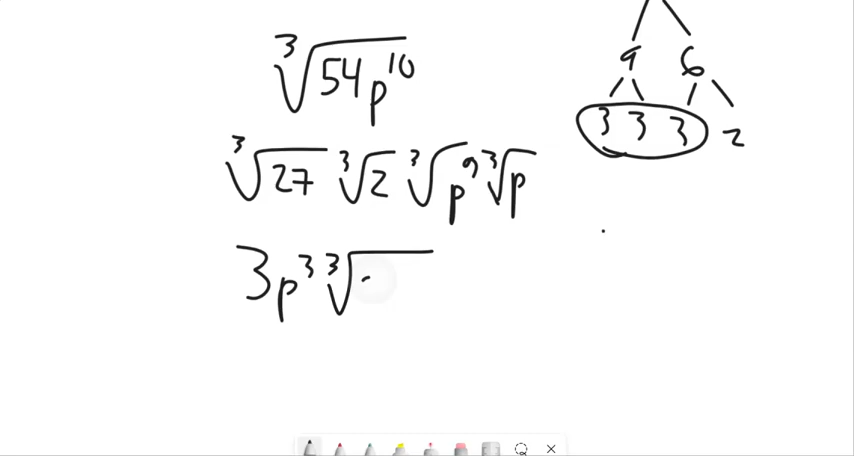 ∛54p¹⁰
9 6
3 3 3 2
∛27 ∛2 ∛p⁹ ∛p
3p³ ∛